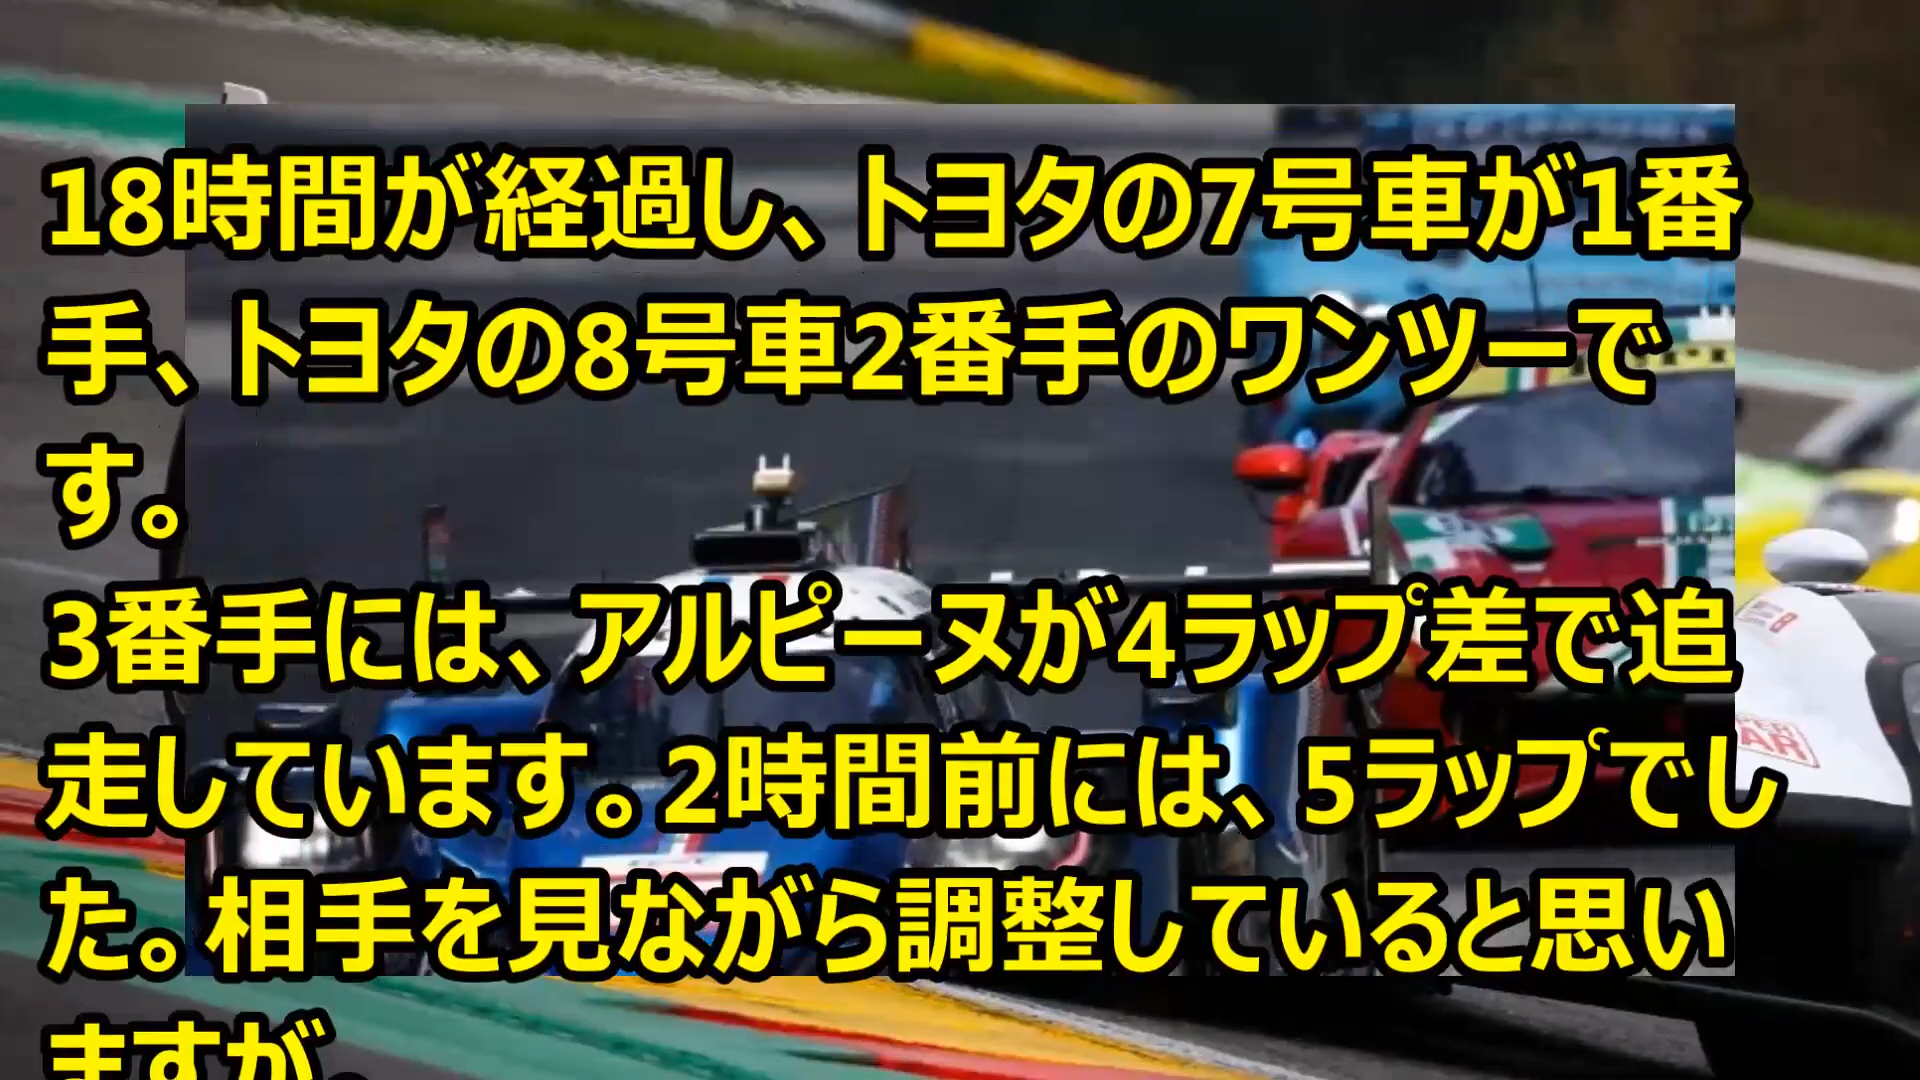 18時間が経過し、トヨタの7号車が1番
手、トヨタの8号車2番手のワンツーで
す。
3番手には、アルピーヌが4ラップ差で追
走しています。2時間前には、5ラップでし
た。相手を見ながら調整していると思い
ますが、